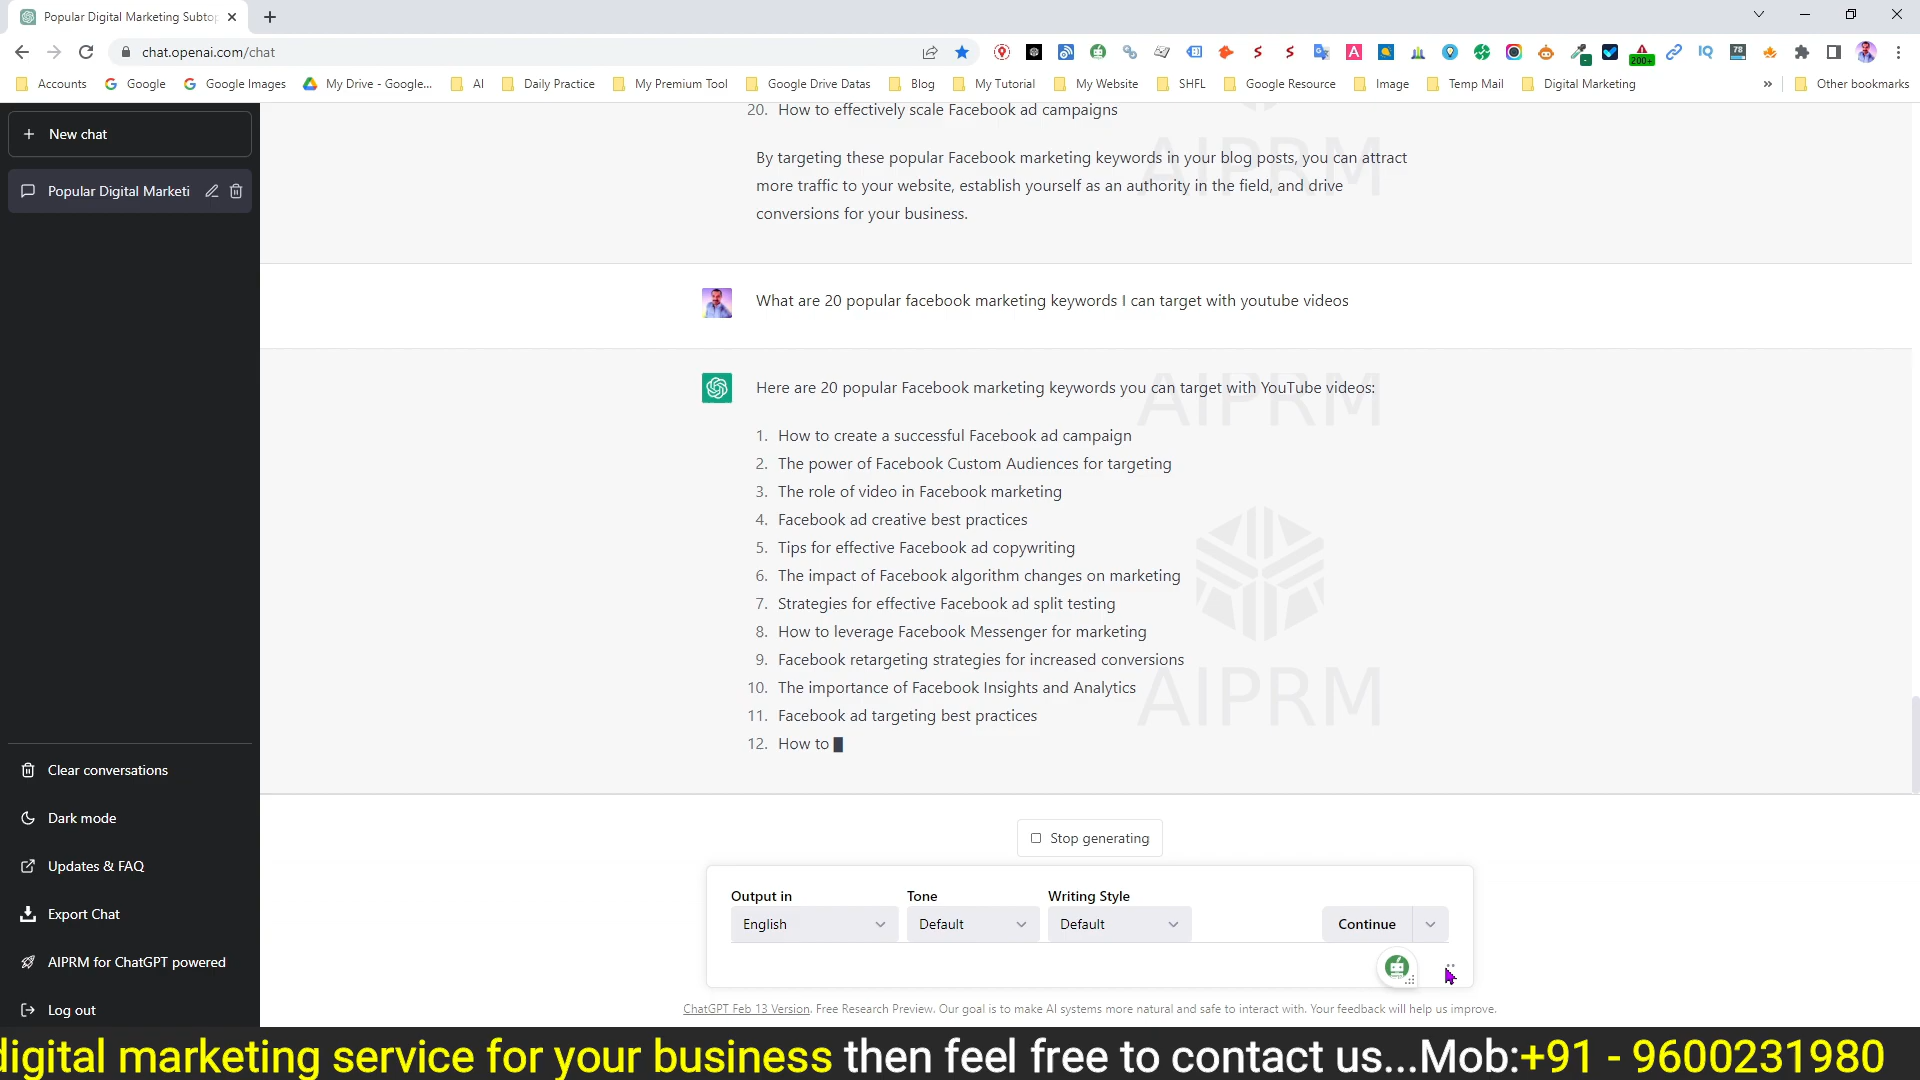 Popular Digital Marketing Subtop
chat.openai.com/chat
200+
78
Accounts
Google
Google Images
My Drive - Google...
AI
Daily Practice
My Premium Tool
Google Drive Datas
Blog
My Tutorial
My Website
SHFL
Google Resource
Image
Temp Mail
Digital Marketing
»
Other bookmarks
New chat
Popular Digital Marketi
Clear conversations
Dark mode
Updates & FAQ
Export Chat
AIPRM for ChatGPT powered
Log out
20. How to effectively scale Facebook ad campaigns
By targeting these popular Facebook marketing keywords in your blog posts, you can attract
more traffic to your website, establish yourself as an authority in the field, and drive
conversions for your business.
AIPRM
What are 20 popular facebook marketing keywords I can target with youtube videos
Here are 20 popular Facebook marketing keywords you can target with YouTube videos:
AIPRM
1. How to create a successful Facebook ad campaign
2. The power of Facebook Custom Audiences for targeting
3. The role of video in Facebook marketing
4. Facebook ad creative best practices
5. Tips for effective Facebook ad copywriting
6. The impact of Facebook algorithm changes on marketing
7. Strategies for effective Facebook ad split testing
8. How to leverage Facebook Messenger for marketing
9. Facebook retargeting strategies for increased conversions
10. The importance of Facebook Insights and Analytics
11. Facebook ad targeting best practices
12. How to
AIPRM
Stop generating
Output in
Tone
Writing Style
English
Default
Default
Continue
ChatGPT Feb 13 Version. Free Research Preview. Our goal is to make AI systems more natural and safe to interact with. Your feedback will help us improve.
digital marketing service for your business then feel free to contact us...Mob:+91 - 9600231980